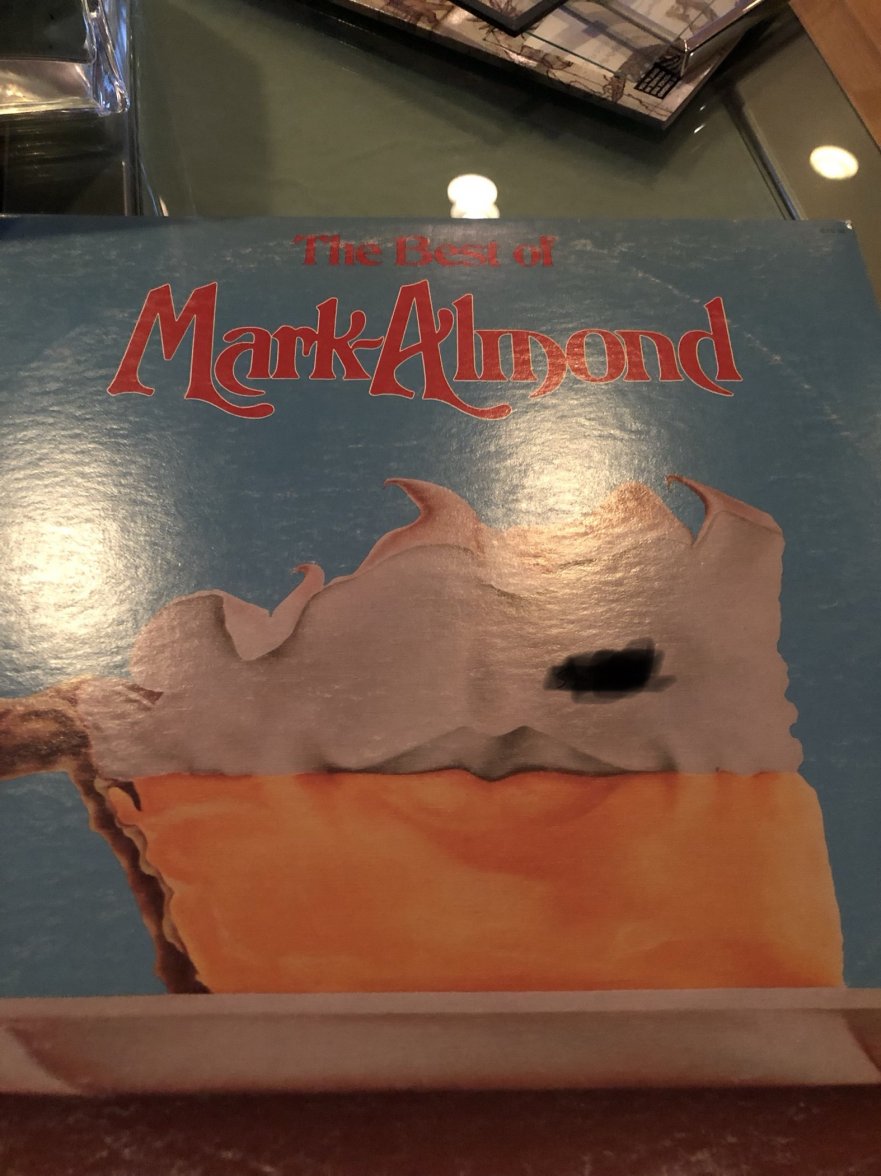 The Best of
Mark-Almond